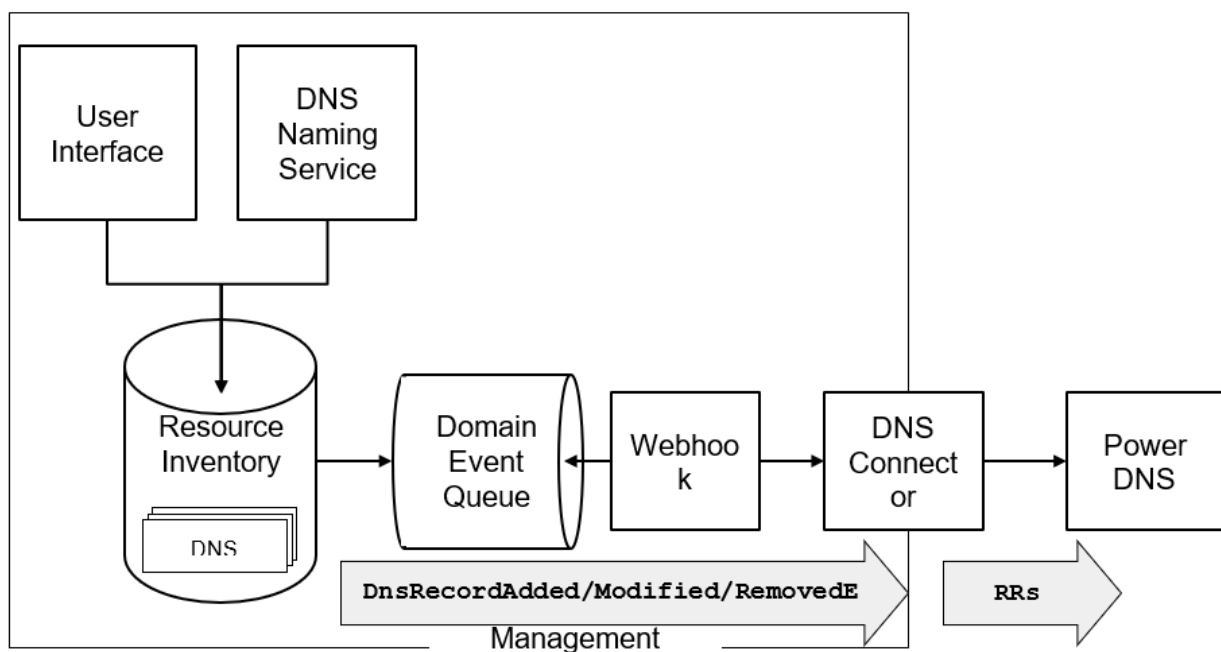 User
Interface
DNS
Naming
Service
Resource
Inventory
DNS
Domain
Event
Queue
Webhoo
k
DNS
Connect
or
Power
DNS
DnsRecordAdded/Modified/RemovedE
RRs
Management